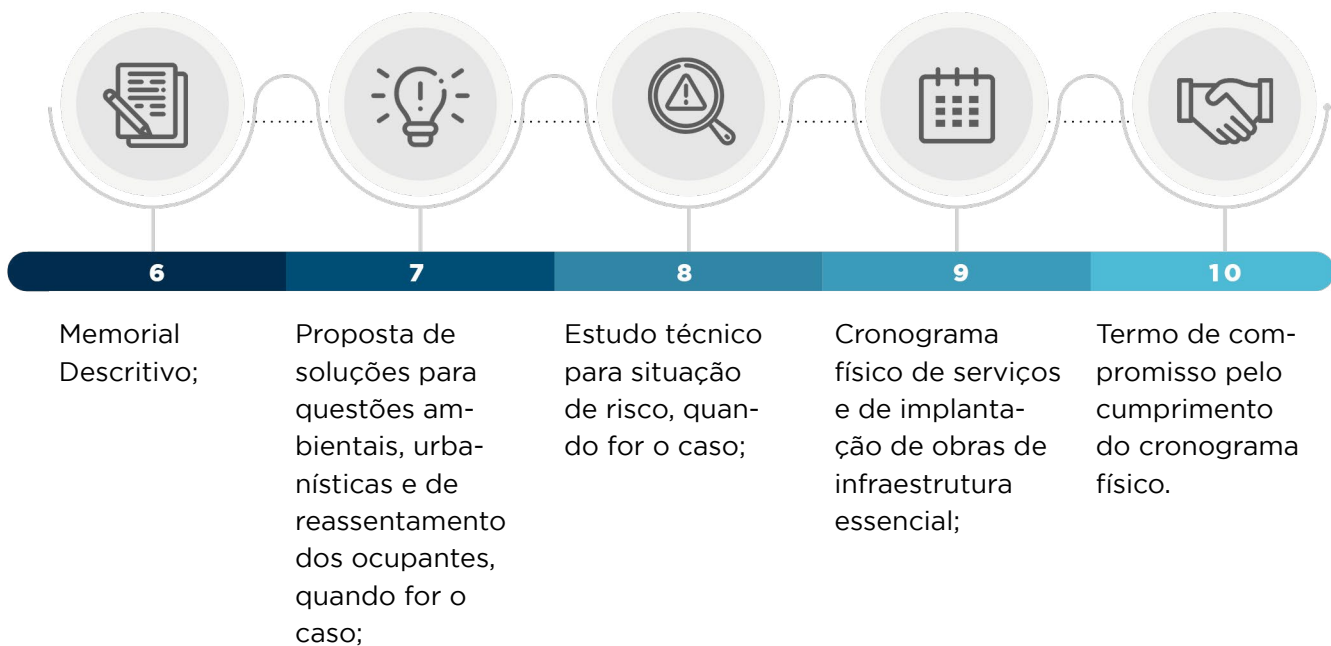 6
Memorial
Descritivo;
7
Proposta de
soluções para
questões am-
bientais, urba-
nísticas e de
reassentamento
dos ocupantes,
quando for o
caso;
8
Estudo técnico
para situação
de risco, quan-
do for o caso;
9
Cronograma
físico de serviços
e de implanta-
ção de obras de
infraestrutura
essencial;
10
Termo de com-
promisso pelo
cumprimento
do cronograma
físico.